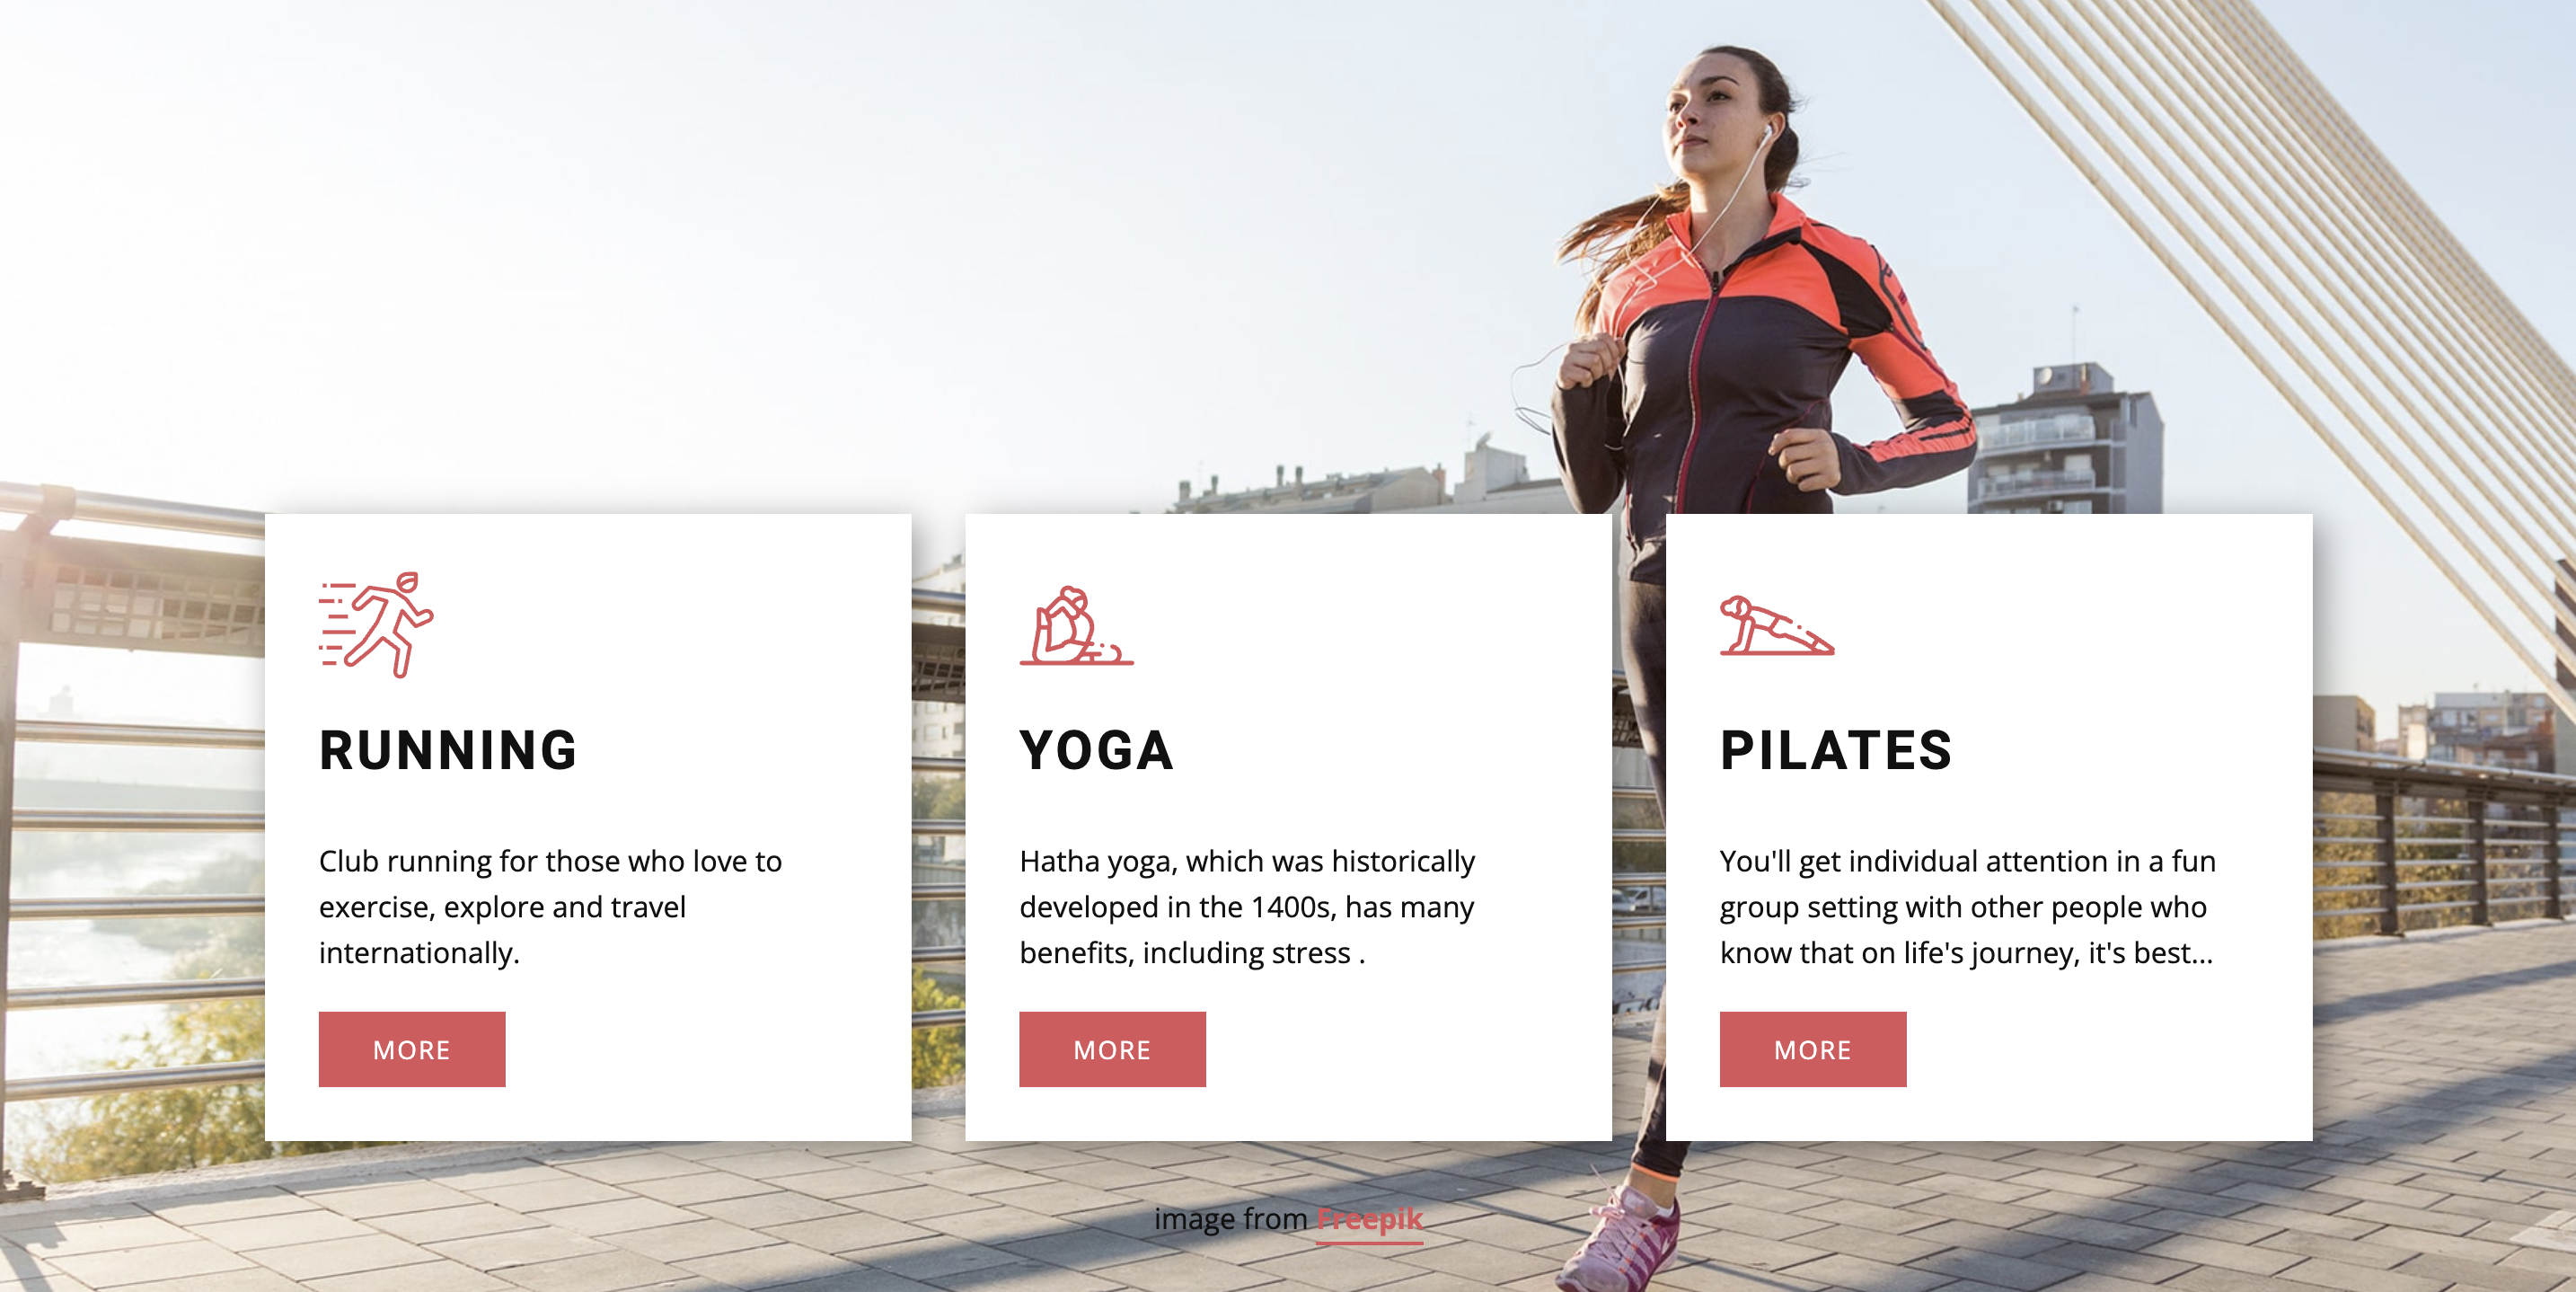 RUNNING
Club running for those who love to
exercise, explore and travel
internationally.
MORE
YOGA
Hatha yoga, which was historically
developed in the 1400s, has many
benefits, including stress .
MORE
PILATES
You'll get individual attention in a fun
group setting with other people who
know that on life's journey, it's best...
MORE
image from Freepik